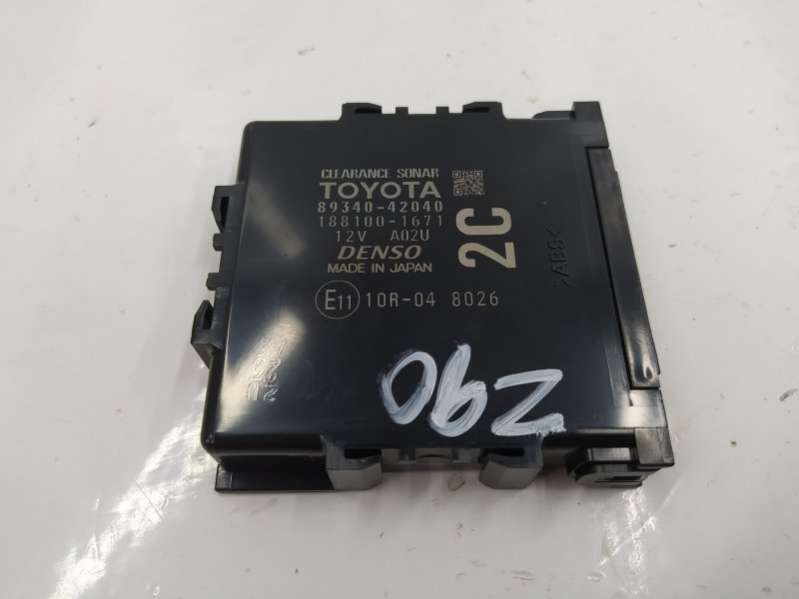 CLEARANCE SONAR
TOYOTA
89340-42040
188100-1671
12V A02U
DENSO
MADE IN JAPAN
2C
E11 10R-04 8026
>ABS<
Z90